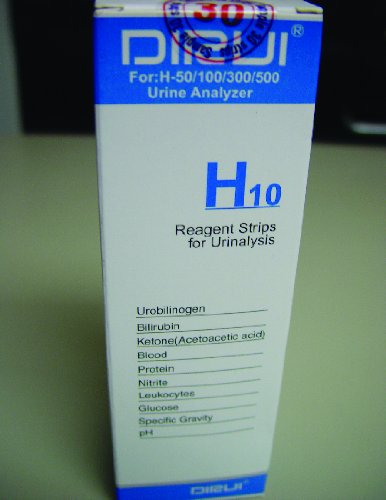 30
DIRUI®
For:H-50/100/300/500
Urine Analyzer
H10
Reagent Strips
for Urinalysis
Urobilinogen
Bilirubin
Ketone(Acetoacetic acid)
Blood
Protein
Nitrite
Leukocytes
Glucose
Specific Gravity
pH
DIRUI